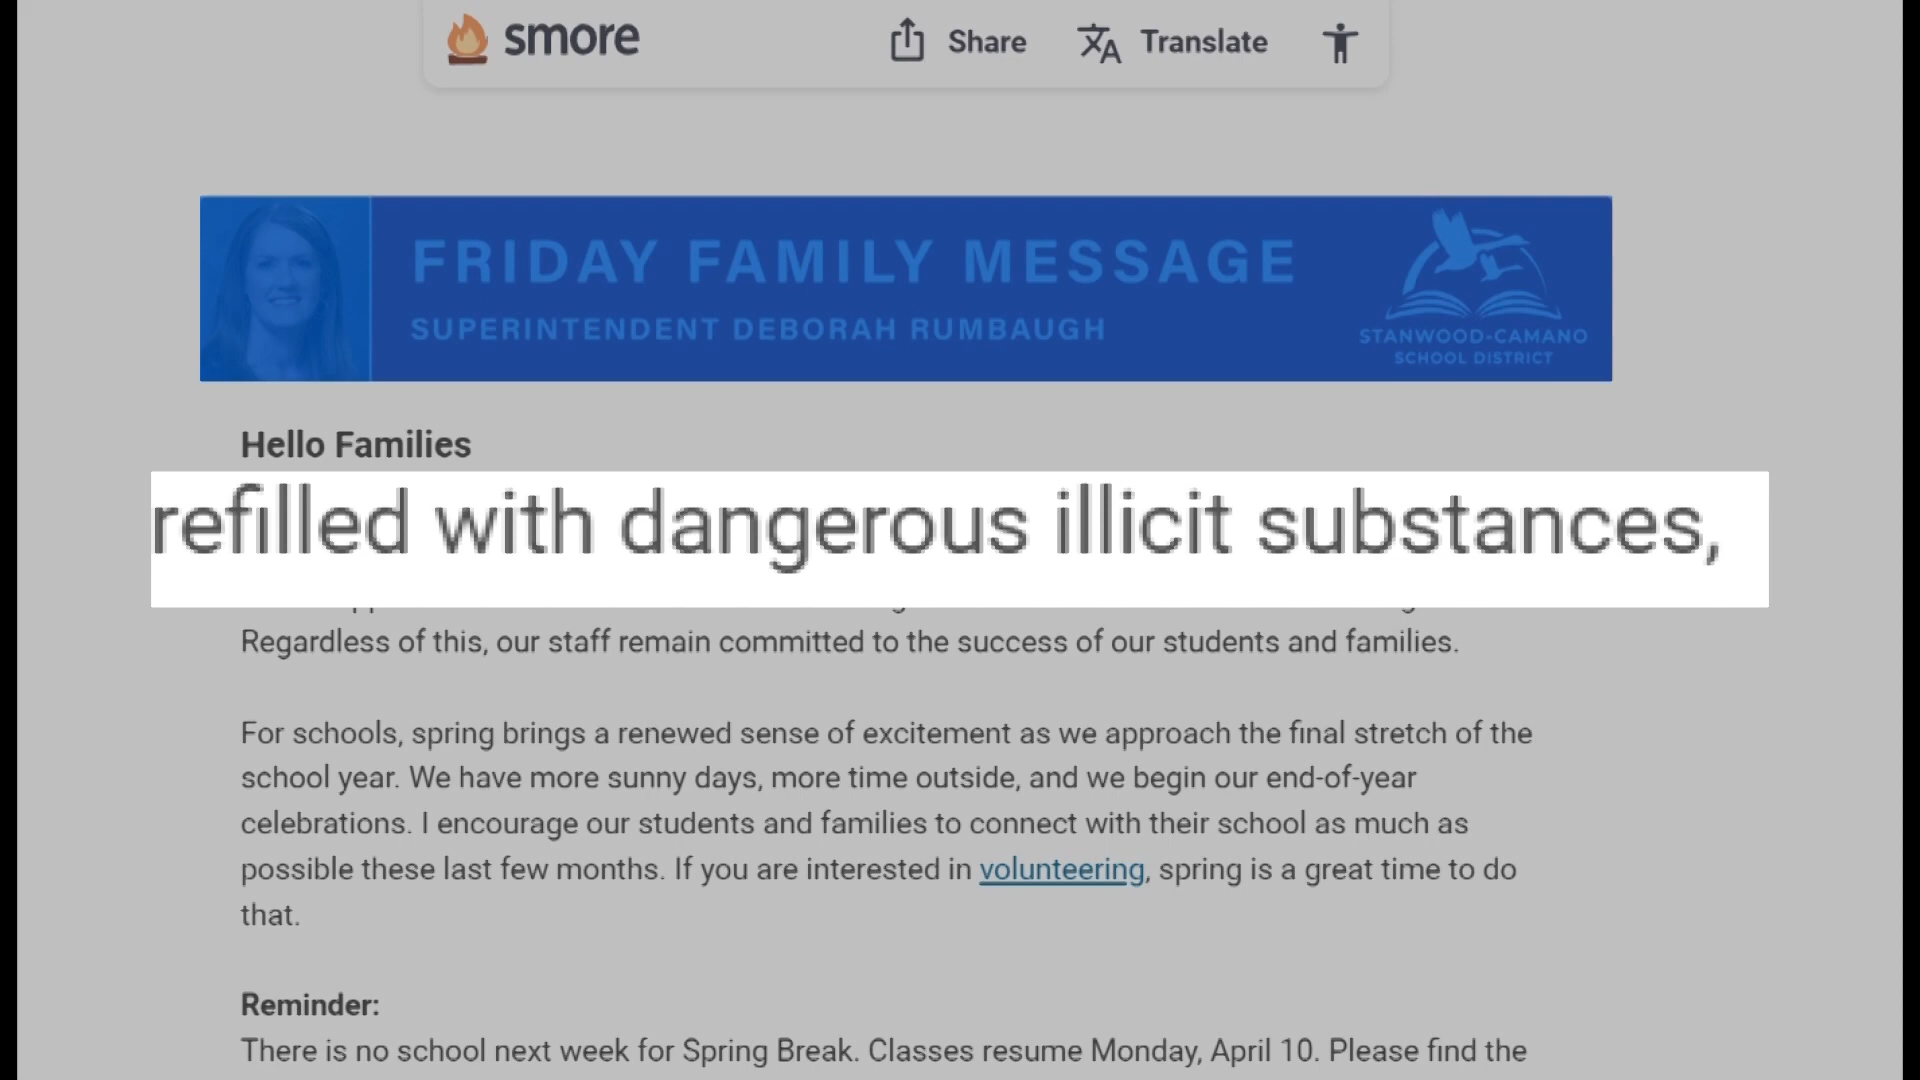 smore
Share
Translate
FRIDAY FAMILY MESSAGE
SUPERINTENDENT DEBORAH RUMBAUGH
STANWOOD-CAMANO
SCHOOL DISTRICT
Hello Families
refilled with dangerous illicit substances,
Regardless of this, our staff remain committed to the success of our students and families.
For schools, spring brings a renewed sense of excitement as we approach the final stretch of the
school year. We have more sunny days, more time outside, and we begin our end-of-year
celebrations. I encourage our students and families to connect with their school as much as
possible these last few months. If you are interested in volunteering, spring is a great time to do
that.
Reminder:
There is no school next week for Spring Break. Classes resume Monday, April 10. Please find the